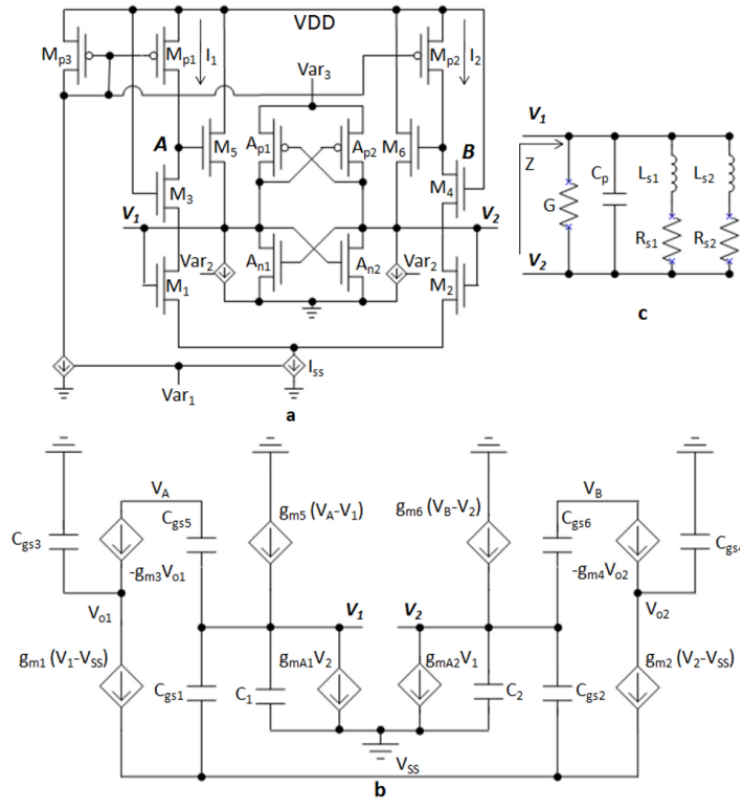 VDD
M_p3
M_p1
I_1
M_p2
I_2
Var_3
A
M_5
A_p1
A_p2
M_6
B
M_3
M_4
V_1
V_2
Var_2
A_n1
A_n2
Var_2
M_1
M_2
I_ss
Var_1
a
V_1
Z
G
C_p
L_s1
L_s2
R_s1
R_s2
V_2
c
V_A
C_gs5
g_m5 (V_A-V_1)
g_m6 (V_B-V_2)
V_B
C_gs6
C_gs3
-g_m3V_o1
-g_m4V_o2
C_gs4
V_o1
V_1
V_2
V_o2
g_m1 (V_1-V_SS)
C_gs1
C_1
g_mA1V_2
g_mA2V_1
C_2
C_gs2
g_m2 (V_2-V_SS)
V_SS
b